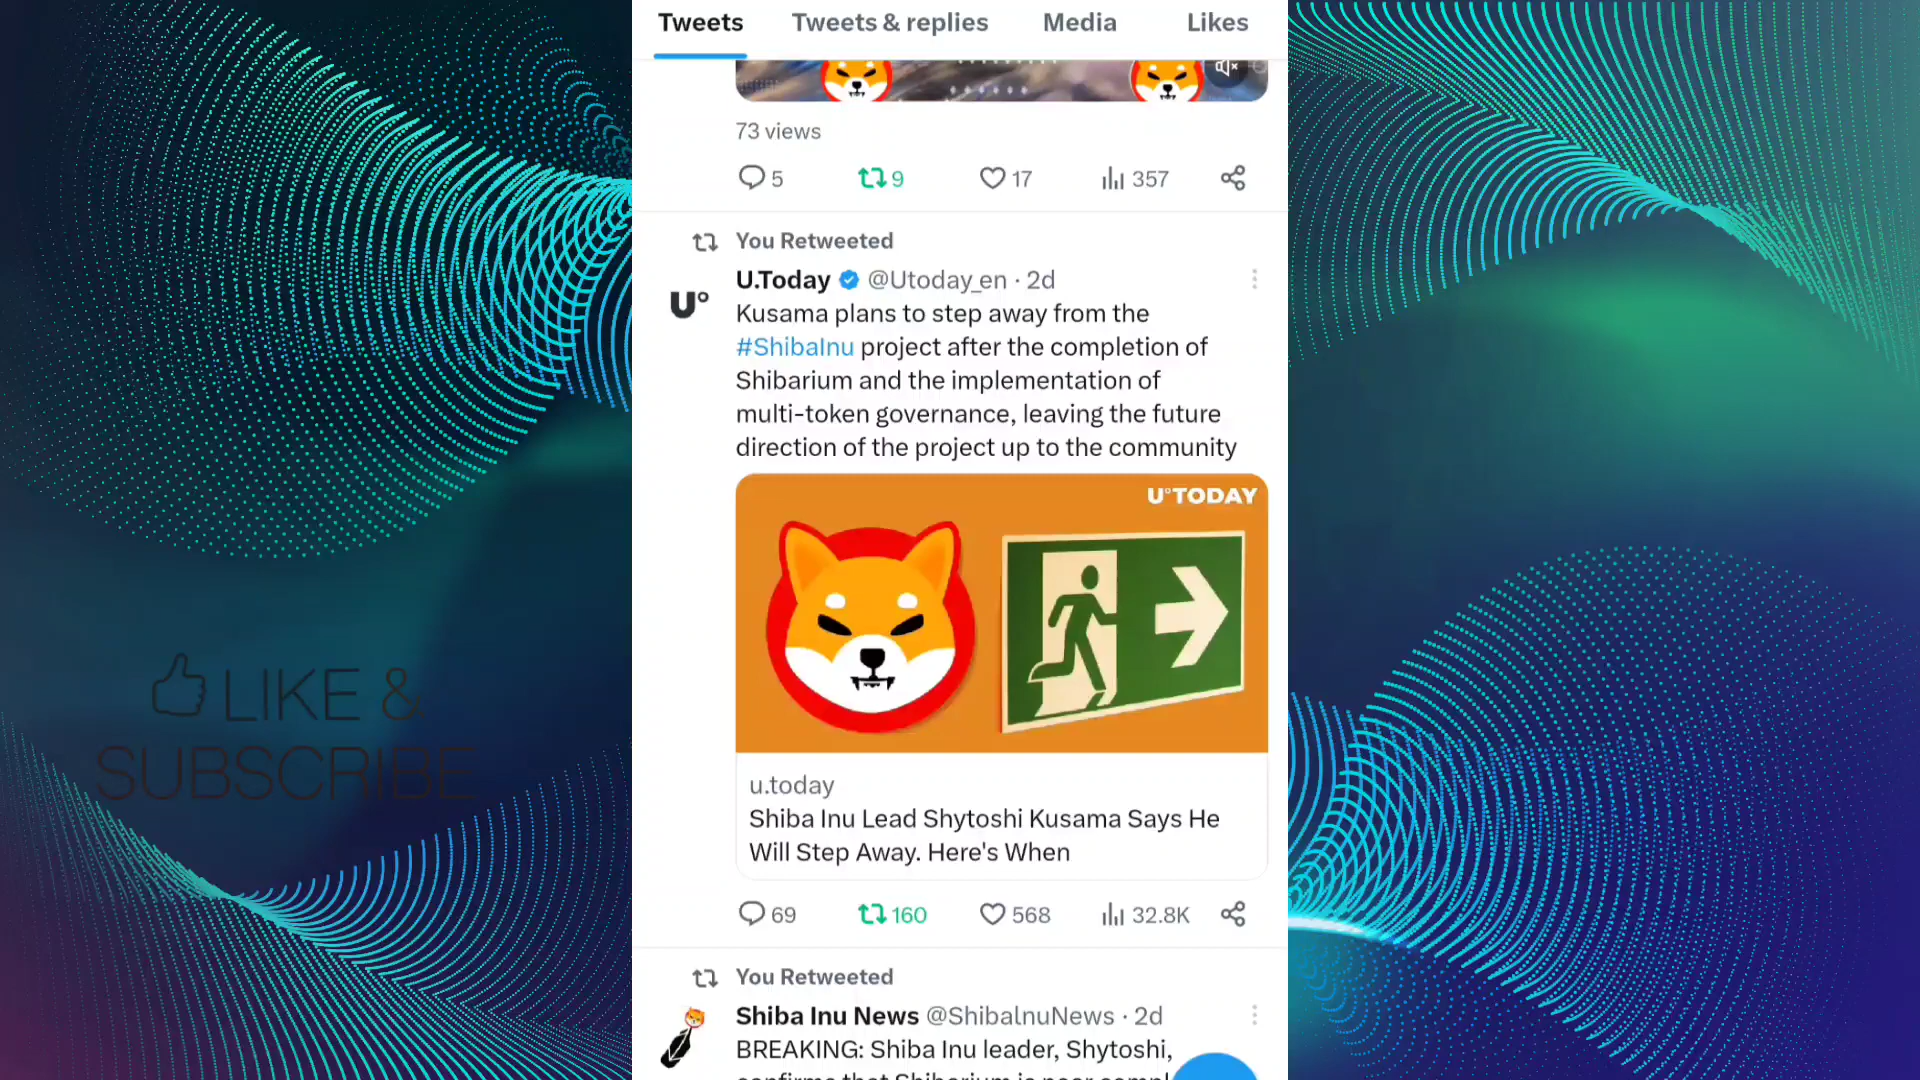 Tweets Tweets & replies Media Likes
73 views
5 9 17 357
You Retweeted
U.Today @Utoday_en · 2d
Kusama plans to step away from the
#ShibaInu project after the completion of
Shibarium and the implementation of
multi-token governance, leaving the future
direction of the project up to the community
U°TODAY
U°
u.today
Shiba Inu Lead Shytoshi Kusama Says He
Will Step Away. Here's When
69 160 568 32.8K
You Retweeted
Shiba Inu News @ShibaInuNews · 2d
BREAKING: Shiba Inu leader, Shytoshi,
LIKE &
SUBSCRIBE